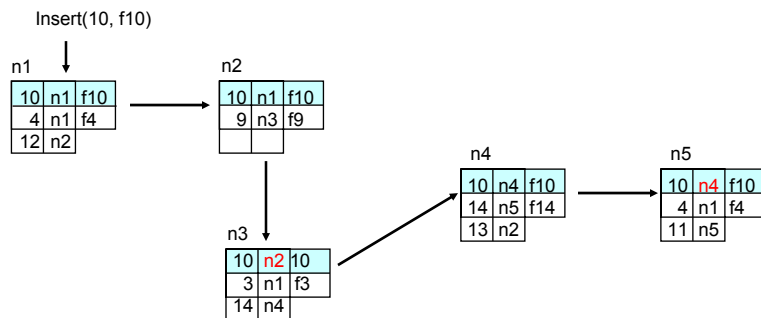 Insert(10, f10)
n1
10 n1 f10
4 n1 f4
12 n2
n2
10 n1 f10
9 n3 f9
n3
10 n2 10
3 n1 f3
14 n4
n4
10 n4 f10
14 n5 f14
13 n2
n5
10 n4 f10
4 n1 f4
11 n5